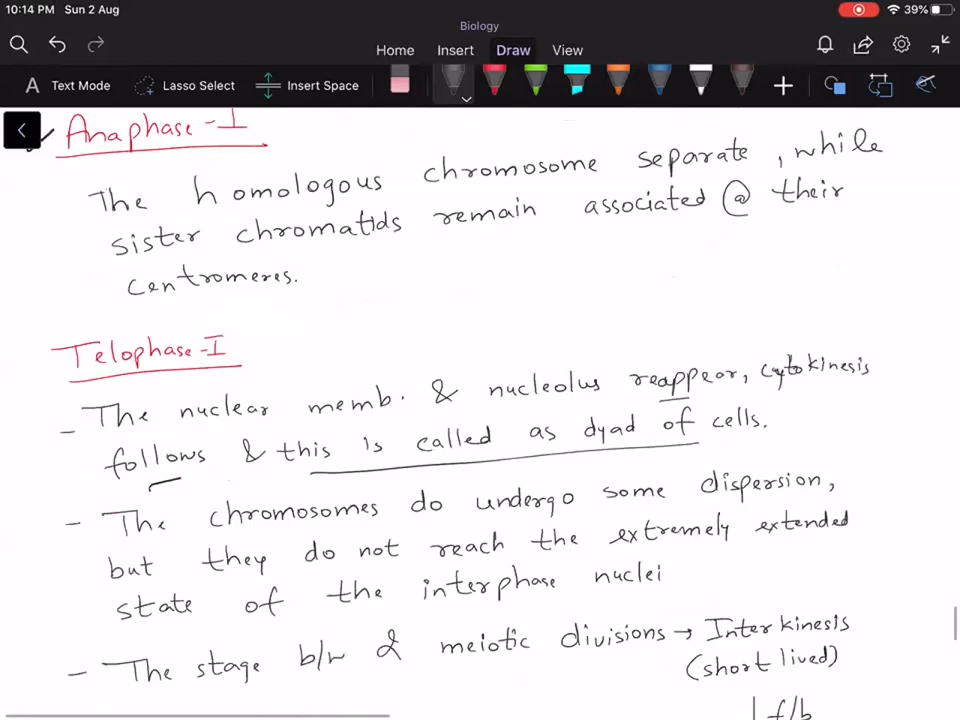 10:14 PM Sun 2 Aug
39%
Biology
Home Insert Draw View
Text Mode Lasso Select Insert Space
Anaphase-I
The homologous chromosome separate, while
sister chromatids remain associated @ their
centromeres.
Telophase-I
- The nuclear memb. & nucleolus reappear, cytokinesis
follows & this is called as dyad of cells.
- The chromosomes do undergo some dispersion,
but they do not reach the extremely extended
state of the interphase nuclei
- The stage b/w 2 meiotic divisions → Interkinesis
(short lived)
f/b